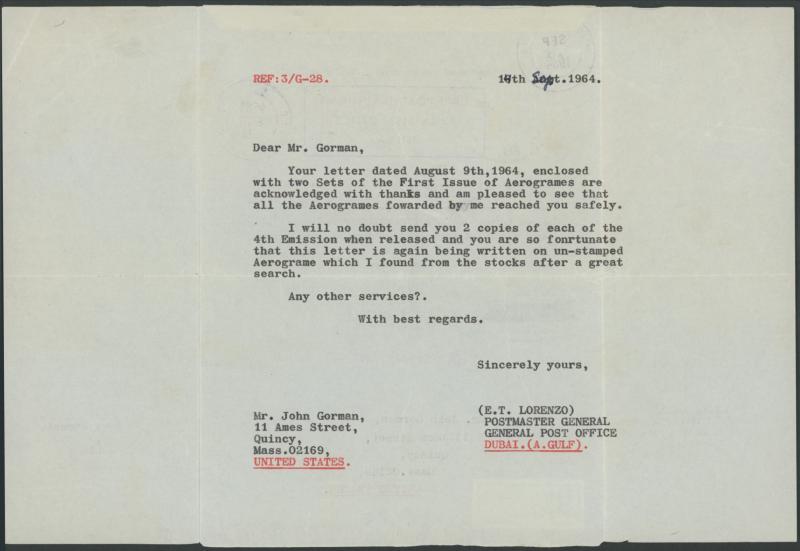 REF:3/G-28.
th Sept.1964.
Dear Mr. Gorman,
Your letter dated August 9th,1964, enclosed
with two Sets of the First Issue of Aerogrames are
acknowledged with thanks and am pleased to see that
all the Aerogrames fowarded by me reached you safely.
I will no doubt send you 2 copies of each of the
4th Emission when released and you are so fonrtunate
that this letter is again being written on un-stamped
Aerograme which I found from the stocks after a great
search.
Any other services?.
With best regards.
Sincerely yours,
(E.T. LORENZO)
POSTMASTER GENERAL
GENERAL POST OFFICE
DUBAI.(A.GULF).
Mr. John Gorman,
11 Ames Street,
Quincy,
Mass.02169,
UNITED STATES.